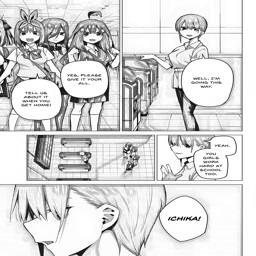 WELL, I'M
GOING THIS
WAY.
YES, PLEASE
GIVE IT YOUR
ALL.
TELL US
ABOUT IT
WHEN YOU
GET HOME!
YEAH.
YOU
GIRLS
WORK
HARD AT
SCHOOL
TOO.
ICHIKA!